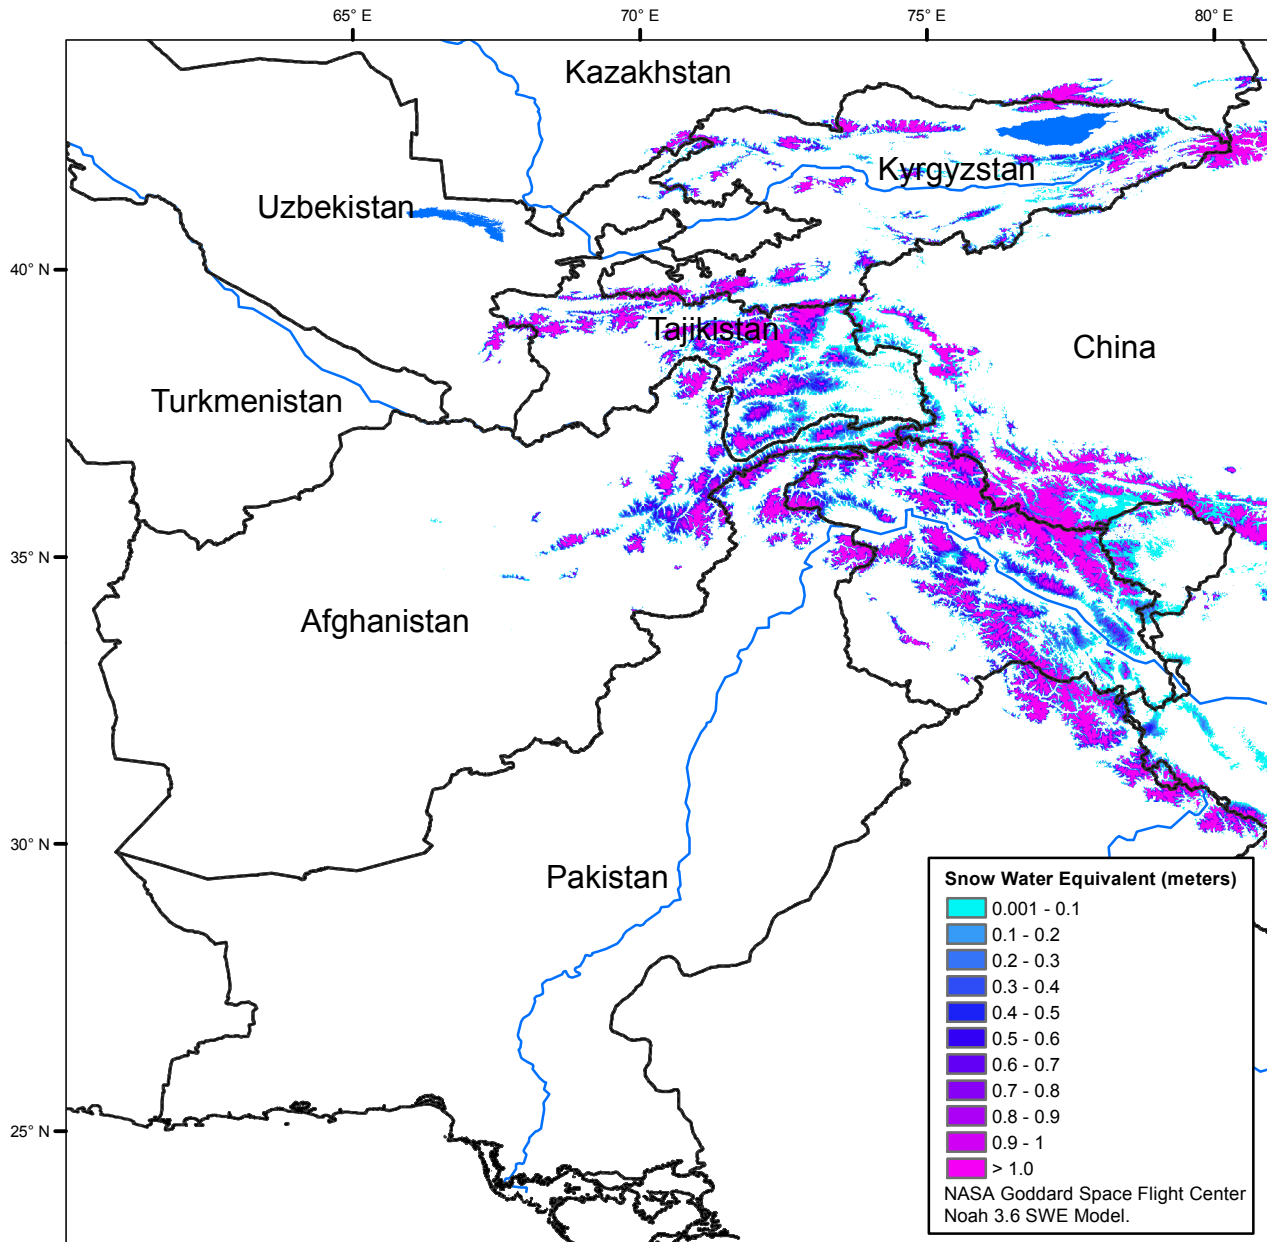 65° E
70° E
75° E
80° E
Kazakhstan
Kyrgyzstan
Uzbekistan
40° N
Tajikistan
China
Turkmenistan
35° N
Afghanistan
30° N
Pakistan
25° N
Snow Water Equivalent (meters)
0.001 - 0.1
0.1 - 0.2
0.2 - 0.3
0.3 - 0.4
0.4 - 0.5
0.5 - 0.6
0.6 - 0.7
0.7 - 0.8
0.8 - 0.9
0.9 - 1
> 1.0
NASA Goddard Space Flight Center
Noah 3.6 SWE Model.